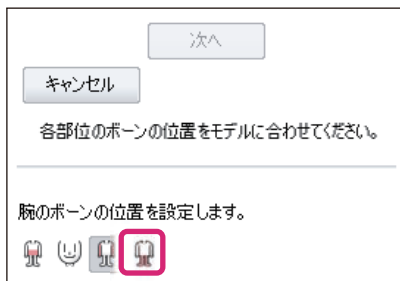 次へ
キャンセル
各部位のボーンの位置をモデルに合わせてください。
腕のボーンの位置を設定します。